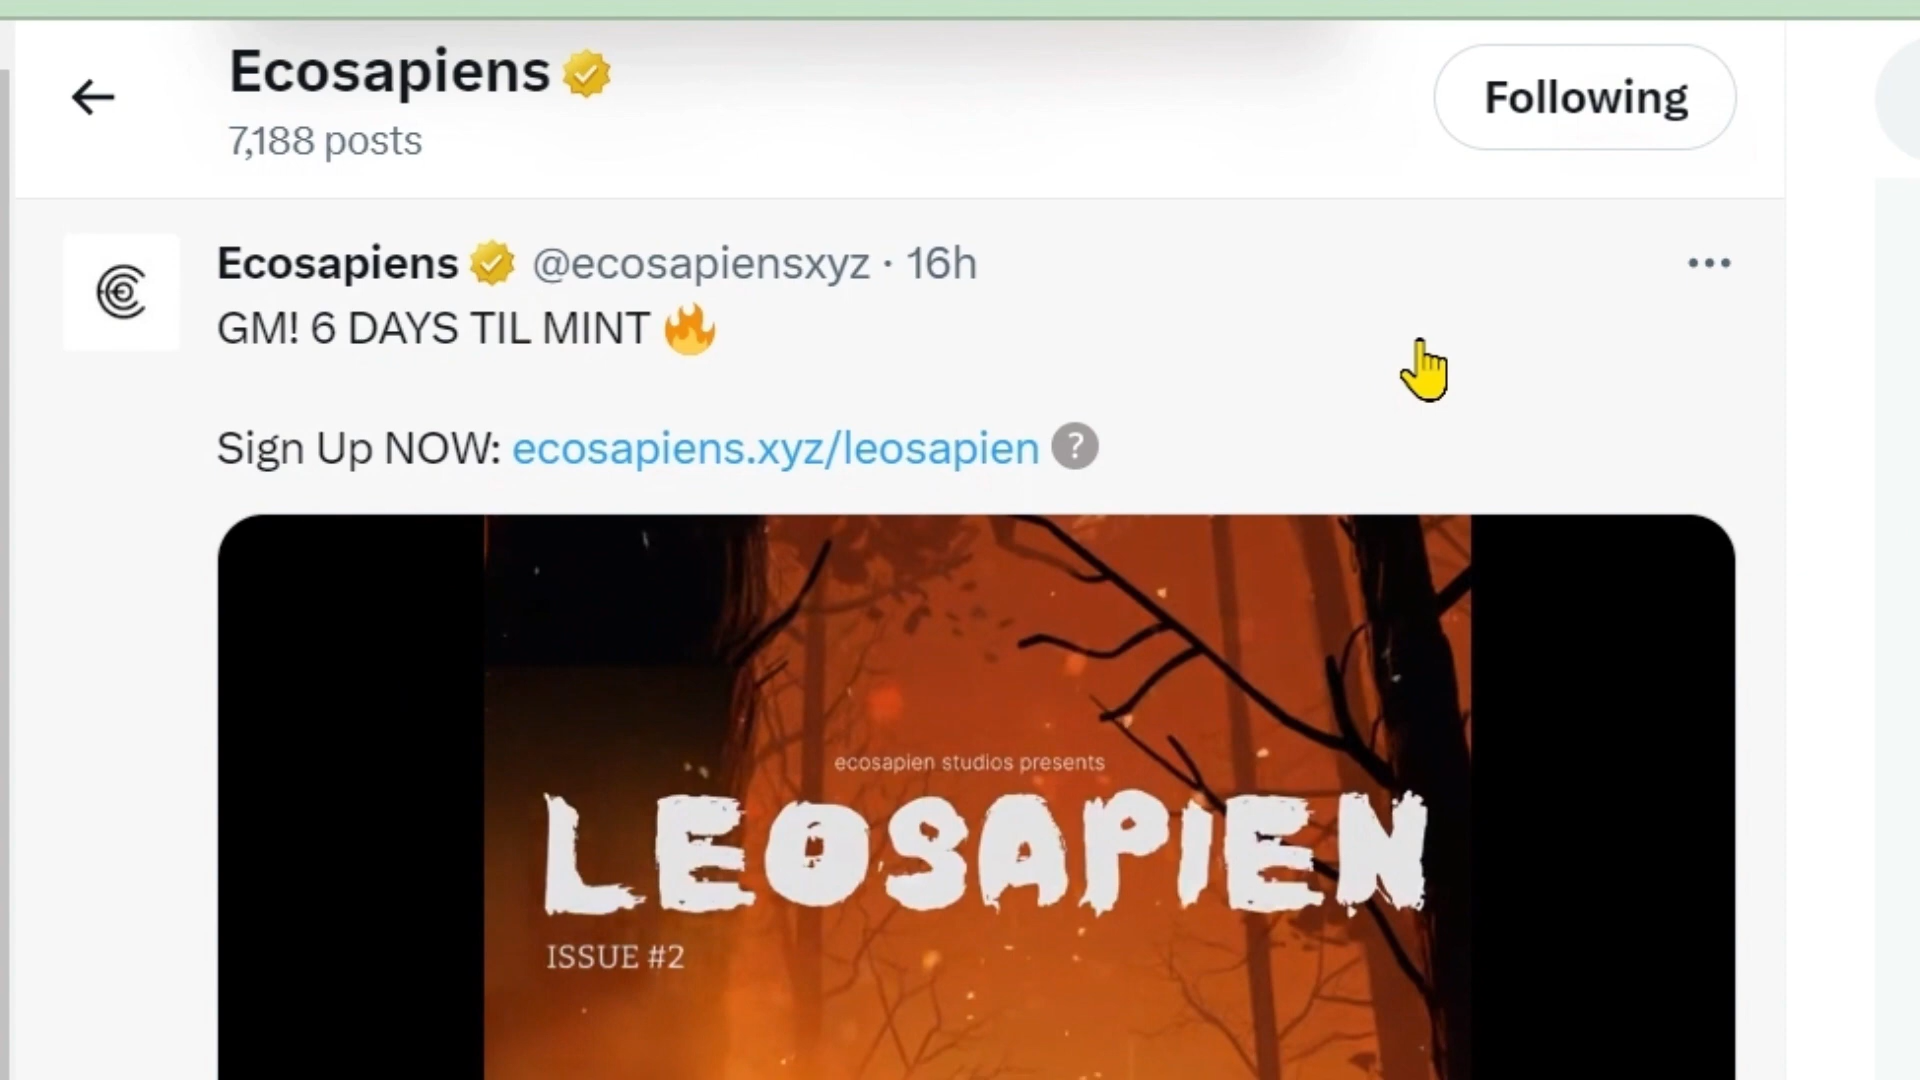 Ecosapiens
7,188 posts
Following
Ecosapiens @ecosapiensxyz · 16h
GM! 6 DAYS TIL MINT 🔥
Sign Up NOW: ecosapiens.xyz/leosapien ?
ecosapien studios presents
LEOSAPIEN
ISSUE #2